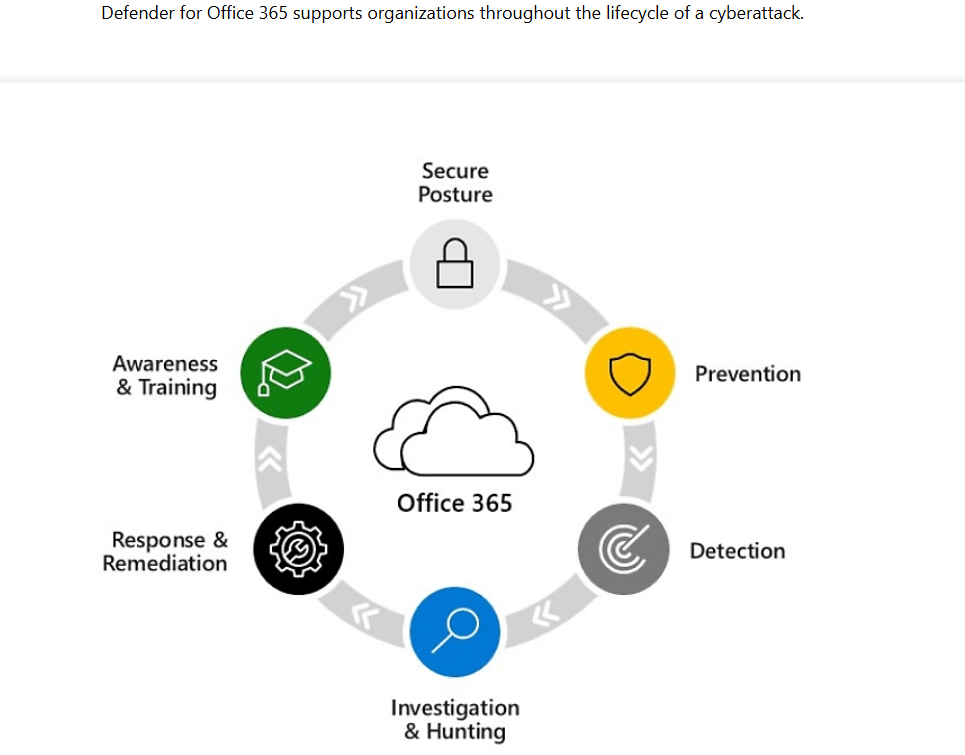 Defender for Office 365 supports organizations throughout the lifecycle of a cyberattack.
Secure
Posture
Awareness
& Training
Prevention
Office 365
Response &
Remediation
Detection
Investigation
& Hunting